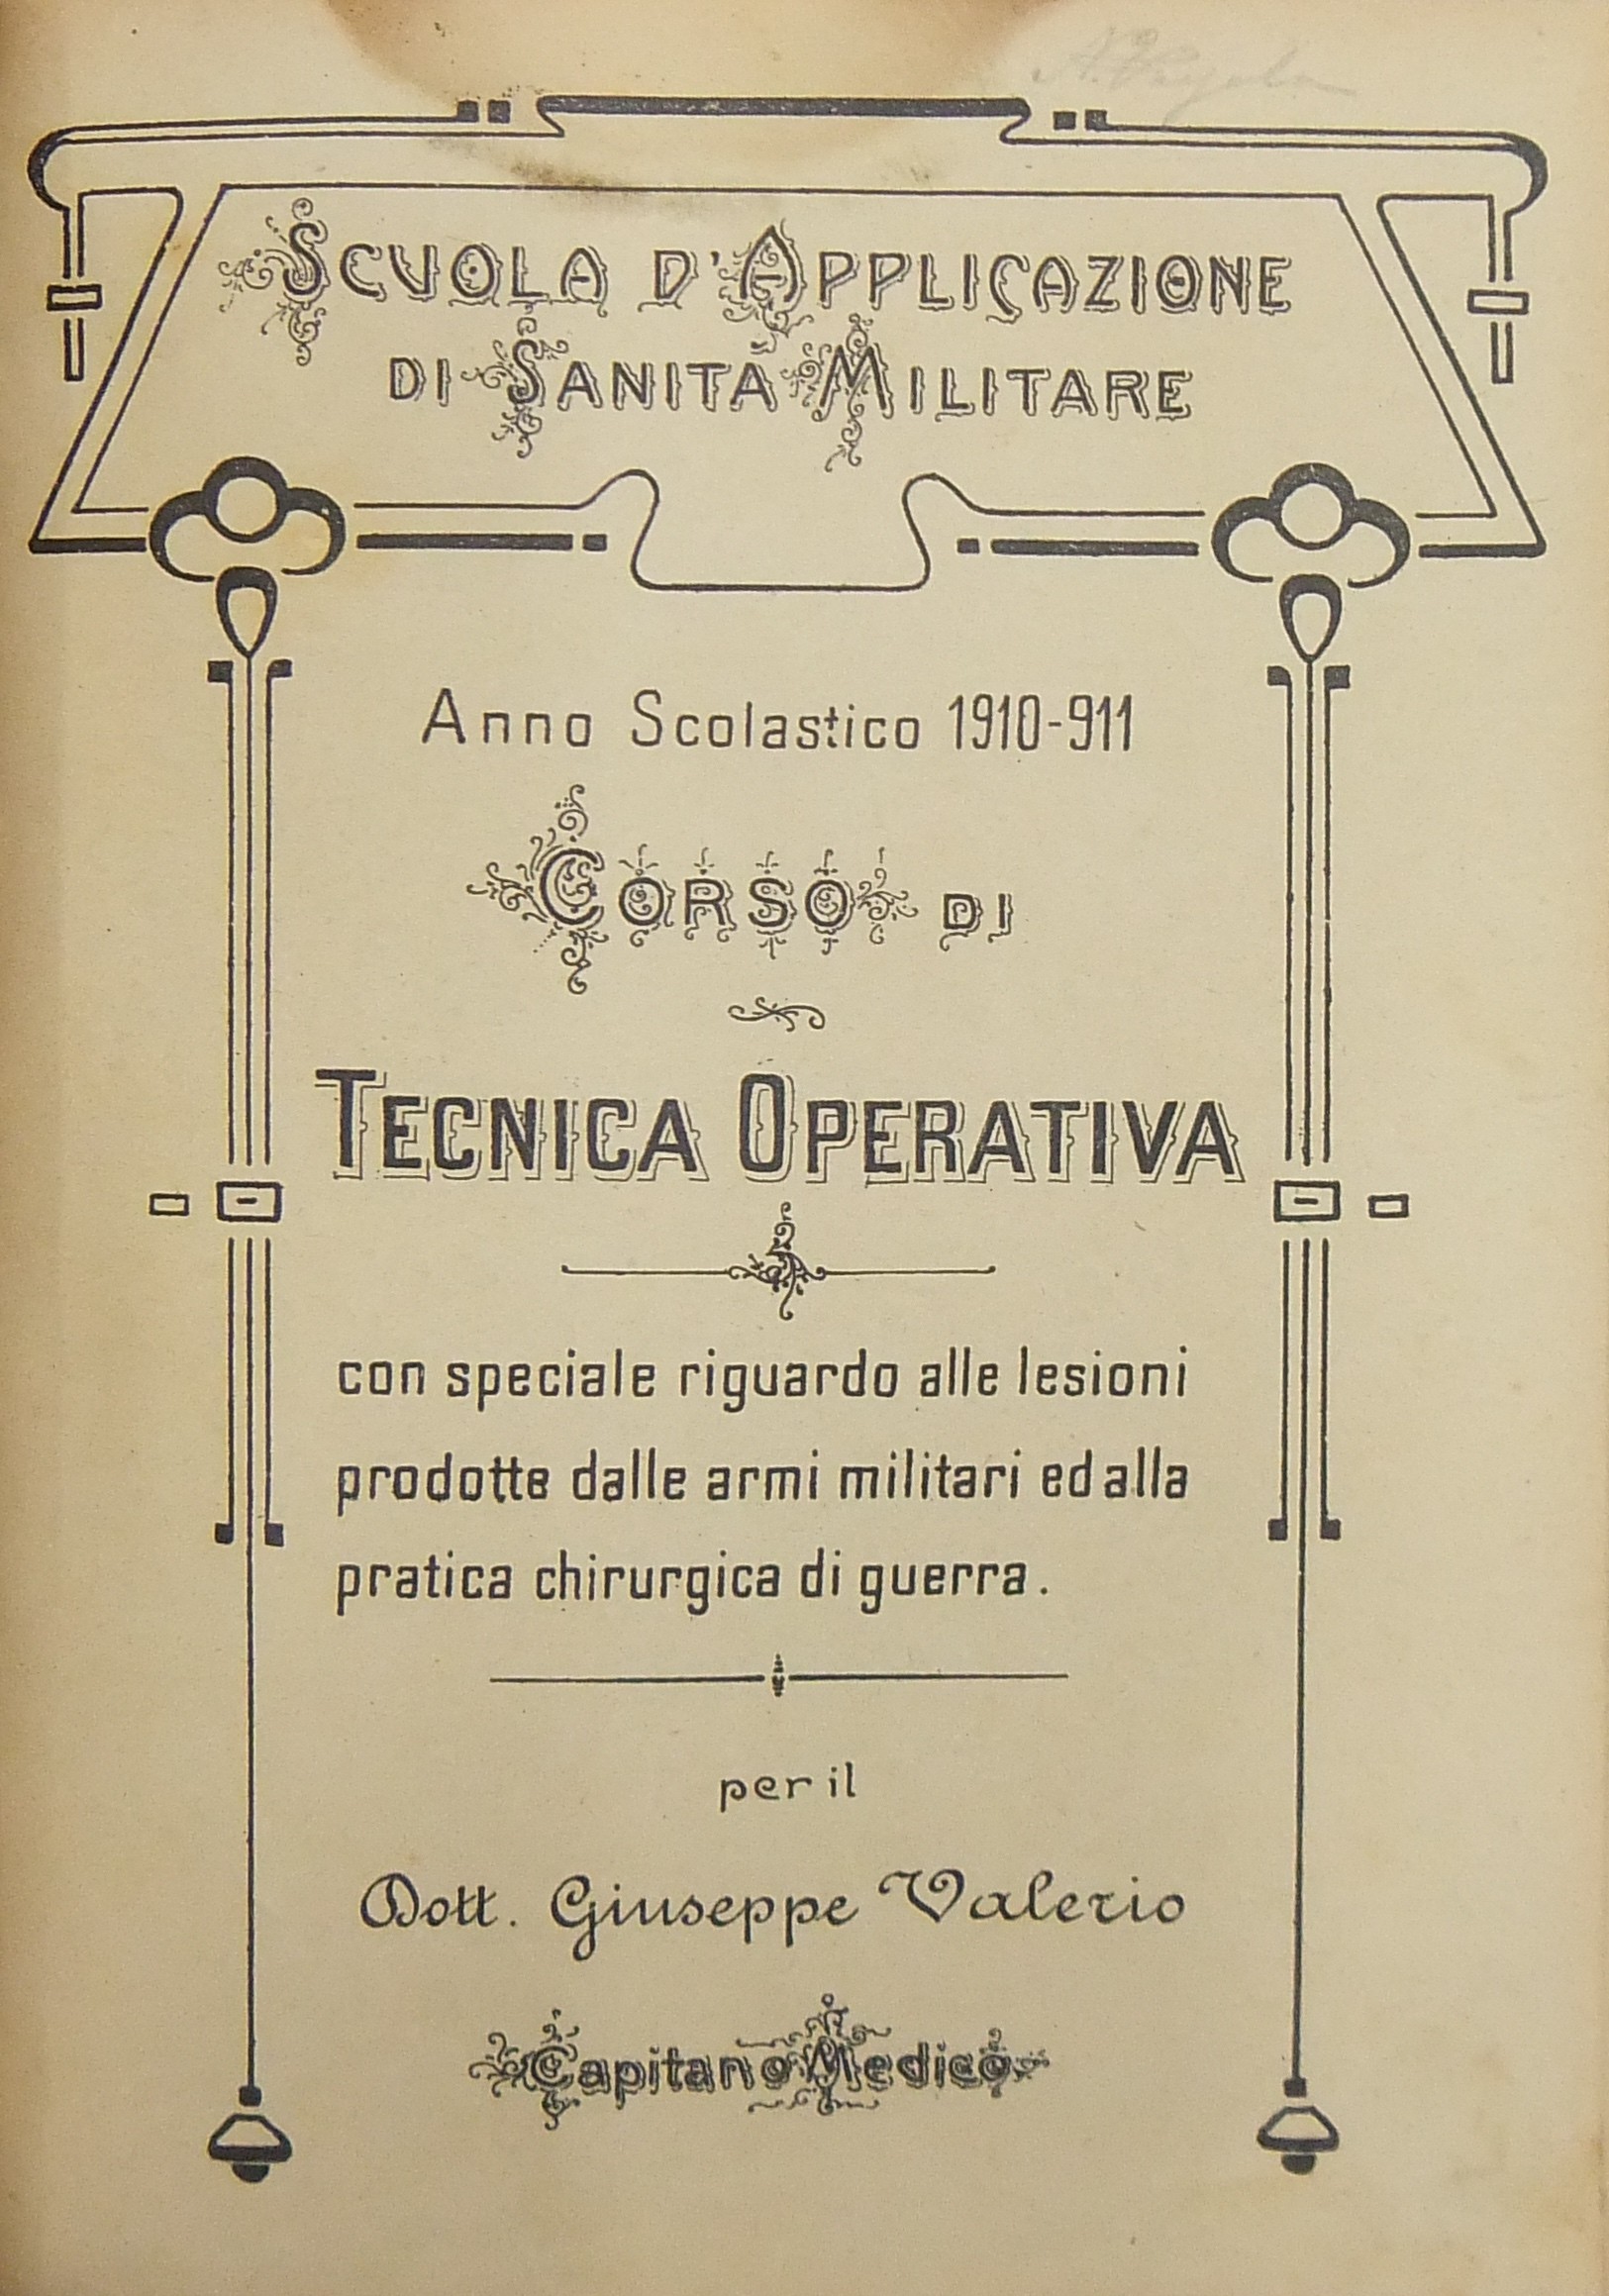 Scuola d'Applicazione
di Sanità Militare
Anno Scolastico 1910-911
Corso di
Tecnica Operativa
con speciale riguardo alle lesioni
prodotte dalle armi militari ed alla
pratica chirurgica di guerra.
per il
Dott. Giuseppe Valerio
Capitano Medico